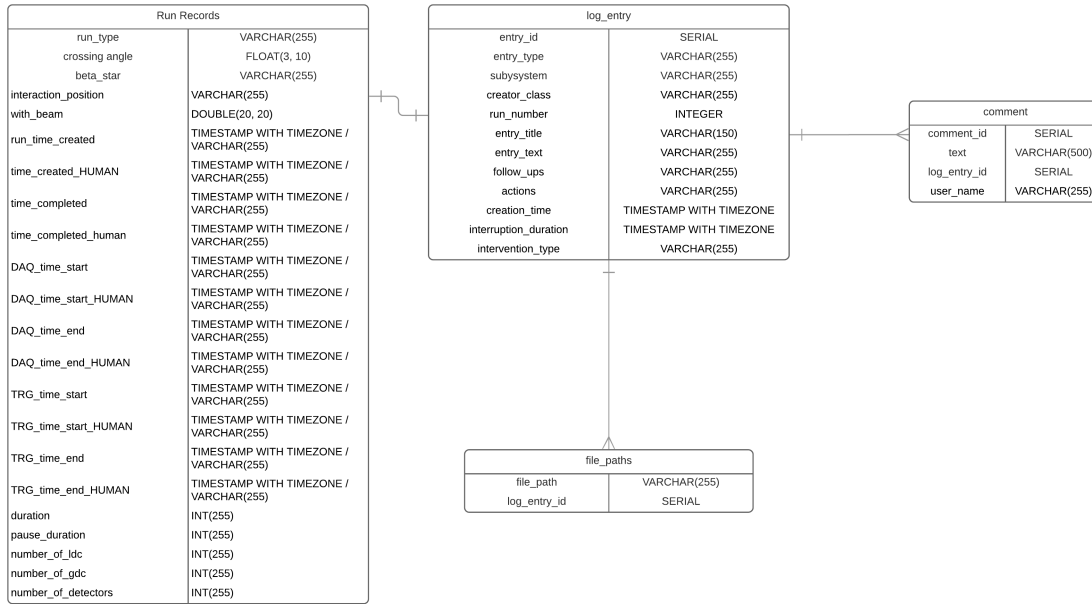 Run Records
run_type VARCHAR(255)
crossing angle FLOAT(3, 10)
beta_star VARCHAR(255)
interaction_position VARCHAR(255)
with_beam DOUBLE(20, 20)
run_time_created TIMESTAMP WITH TIMEZONE /
VARCHAR(255)
time_created_HUMAN TIMESTAMP WITH TIMEZONE /
VARCHAR(255)
time_completed TIMESTAMP WITH TIMEZONE /
VARCHAR(255)
time_completed_human TIMESTAMP WITH TIMEZONE /
VARCHAR(255)
DAQ_time_start TIMESTAMP WITH TIMEZONE /
VARCHAR(255)
DAQ_time_start_HUMAN TIMESTAMP WITH TIMEZONE /
VARCHAR(255)
DAQ_time_end TIMESTAMP WITH TIMEZONE /
VARCHAR(255)
DAQ_time_end_HUMAN TIMESTAMP WITH TIMEZONE /
VARCHAR(255)
TRG_time_start TIMESTAMP WITH TIMEZONE /
VARCHAR(255)
TRG_time_start_HUMAN TIMESTAMP WITH TIMEZONE /
VARCHAR(255)
TRG_time_end TIMESTAMP WITH TIMEZONE /
VARCHAR(255)
TRG_time_end_HUMAN TIMESTAMP WITH TIMEZONE /
VARCHAR(255)
duration INT(255)
pause_duration INT(255)
number_of_ldc INT(255)
number_of_gdc INT(255)
number_of_detectors INT(255)
log_entry
entry_id SERIAL
entry_type VARCHAR(255)
subysystem VARCHAR(255)
creator_class VARCHAR(255)
run_number INTEGER
entry_title VARCHAR(150)
entry_text VARCHAR(255)
follow_ups VARCHAR(255)
actions VARCHAR(255)
creation_time TIMESTAMP WITH TIMEZONE
interruption_duration TIMESTAMP WITH TIMEZONE
intervention_type VARCHAR(255)
comment
comment_id SERIAL
text VARCHAR(500)
log_entry_id SERIAL
user_name VARCHAR(255)
file_paths
file_path VARCHAR(255)
log_entry_id SERIAL